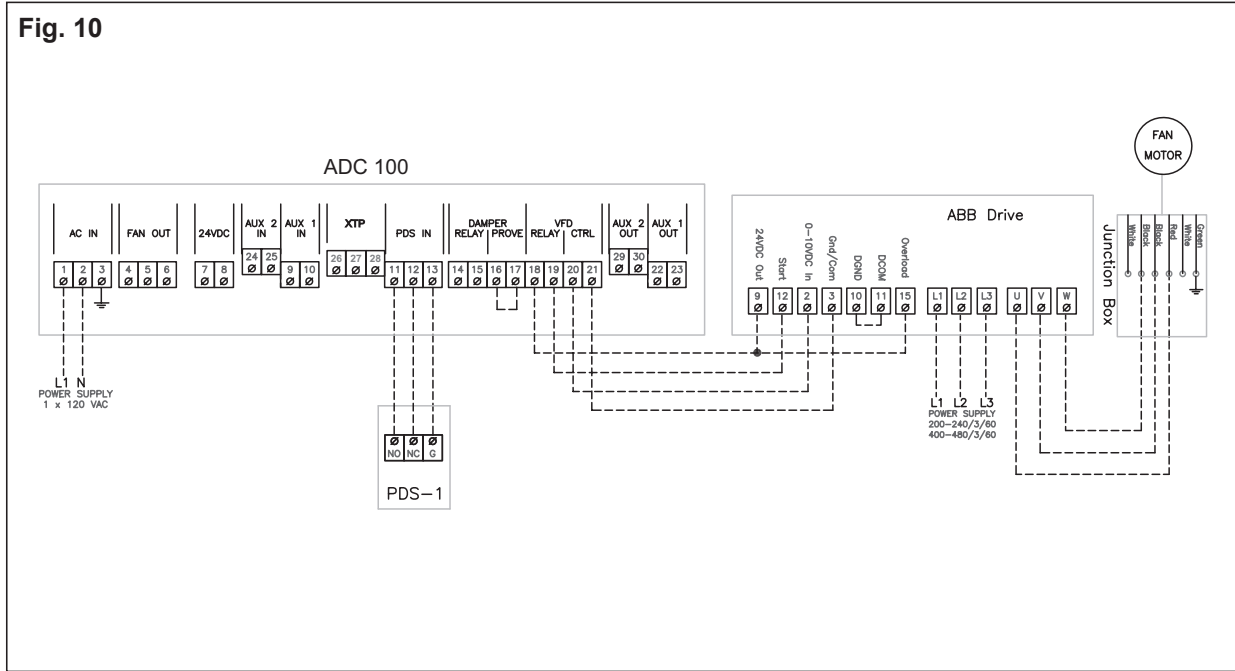 Fig. 10
ADC 100
AC IN
FAN OUT
24VDC
AUX 2
IN
AUX 1
IN
XTP
PDS IN
DAMPER
RELAY PROVE
VFD
RELAY CTRL
AUX 2
OUT
AUX 1
OUT
1 2 3
4 5 6
7 8
24 25
9 10
26 27 28
11 12 13
14 15 16 17 18 19 20 21
29 30
22 23
L1 N
POWER SUPPLY
1 x 120 VAC
NO NC G
PDS-1
ABB Drive
24VDC Out
Start
0-10VDC In
Gnd/Com
DGND
DCOM
Overload
9 12 2 3 10 11 15
L1 L2 L3
U V W
L1 L2 L3
POWER SUPPLY
200-240/3/60
400-480/3/60
FAN
MOTOR
Junction Box
White
Black
Black
Red
White
Green